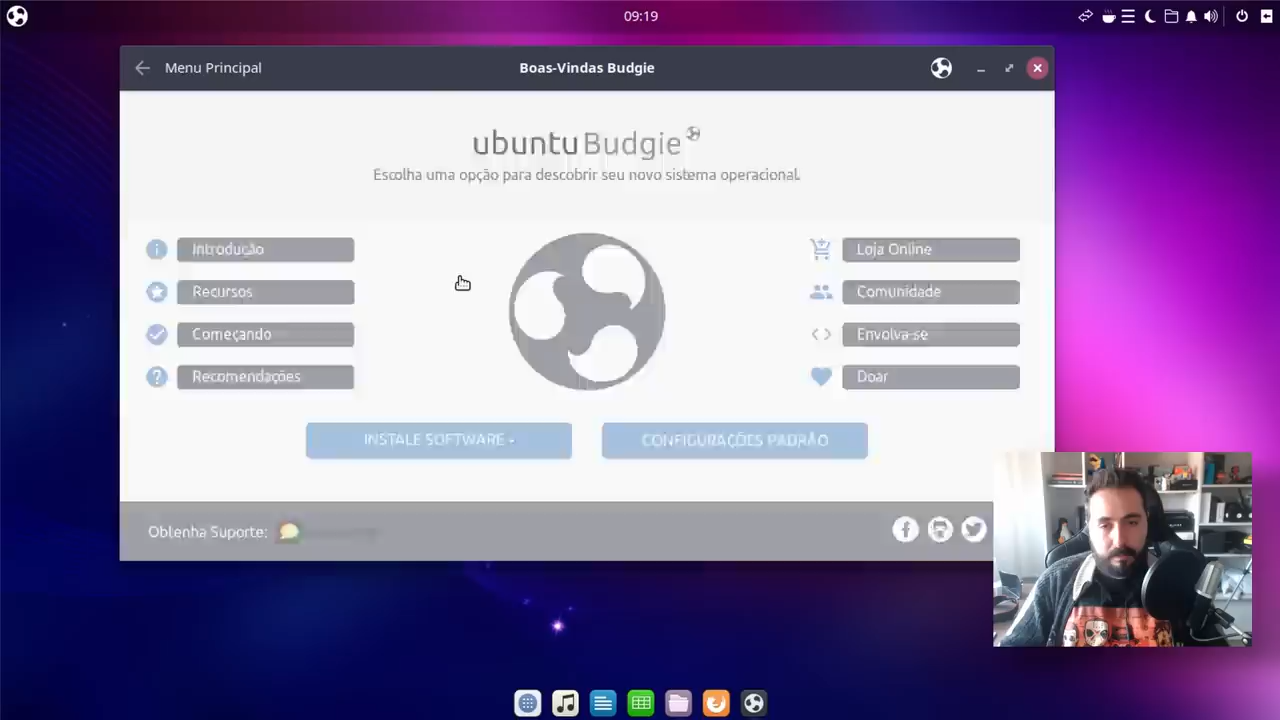 09:19
Menu Principal
Boas-Vindas Budgie
ubuntu Budgie
Escolha uma opção para descobrir seu novo sistema operacional.
Introdução
Recursos
Começando
Recomendações
Loja Online
Comunidade
Envolva-se
Doar
INSTALE SOFTWARE
CONFIGURAÇÕES PADRÃO
Obtenha Suporte: